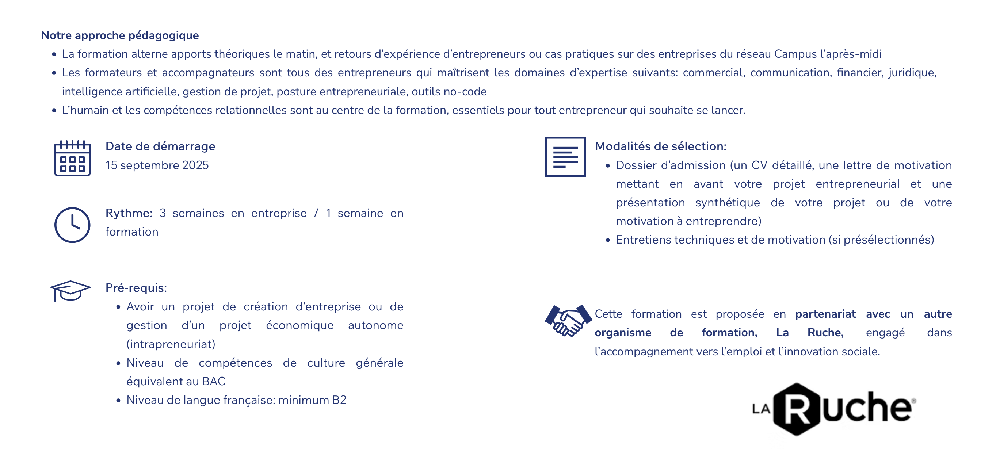 Notre approche pédagogique
• La formation alterne apports théoriques le matin, et retours d’expérience d’entrepreneurs ou cas pratiques sur des entreprises du réseau Campus l’après-midi
• Les formateurs et accompagnateurs sont tous des entrepreneurs qui maîtrisent les domaines d’expertise suivants: commercial, communication, financier, juridique,
intelligence artificielle, gestion de projet, posture entrepreneuriale, outils no-code
• L’humain et les compétences relationnelles sont au centre de la formation, essentiels pour tout entrepreneur qui souhaite se lancer.
Date de démarrage
15 septembre 2025
Rythme: 3 semaines en entreprise / 1 semaine en
formation
Pré-requis:
• Avoir un projet de création d’entreprise ou de
gestion d’un projet économique autonome
(intrapreneuriat)
• Niveau de compétences de culture générale
équivalent au BAC
• Niveau de langue française: minimum B2
Modalités de sélection:
• Dossier d’admission (un CV détaillé, une lettre de motivation
mettant en avant votre projet entrepreneurial et une
présentation synthétique de votre projet ou de votre
motivation à entreprendre)
• Entretiens techniques et de motivation (si présélectionnés)
Cette formation est proposée en partenariat avec un autre
organisme de formation, La Ruche, engagé dans
l’accompagnement vers l’emploi et l’innovation sociale.
LA Ruche®